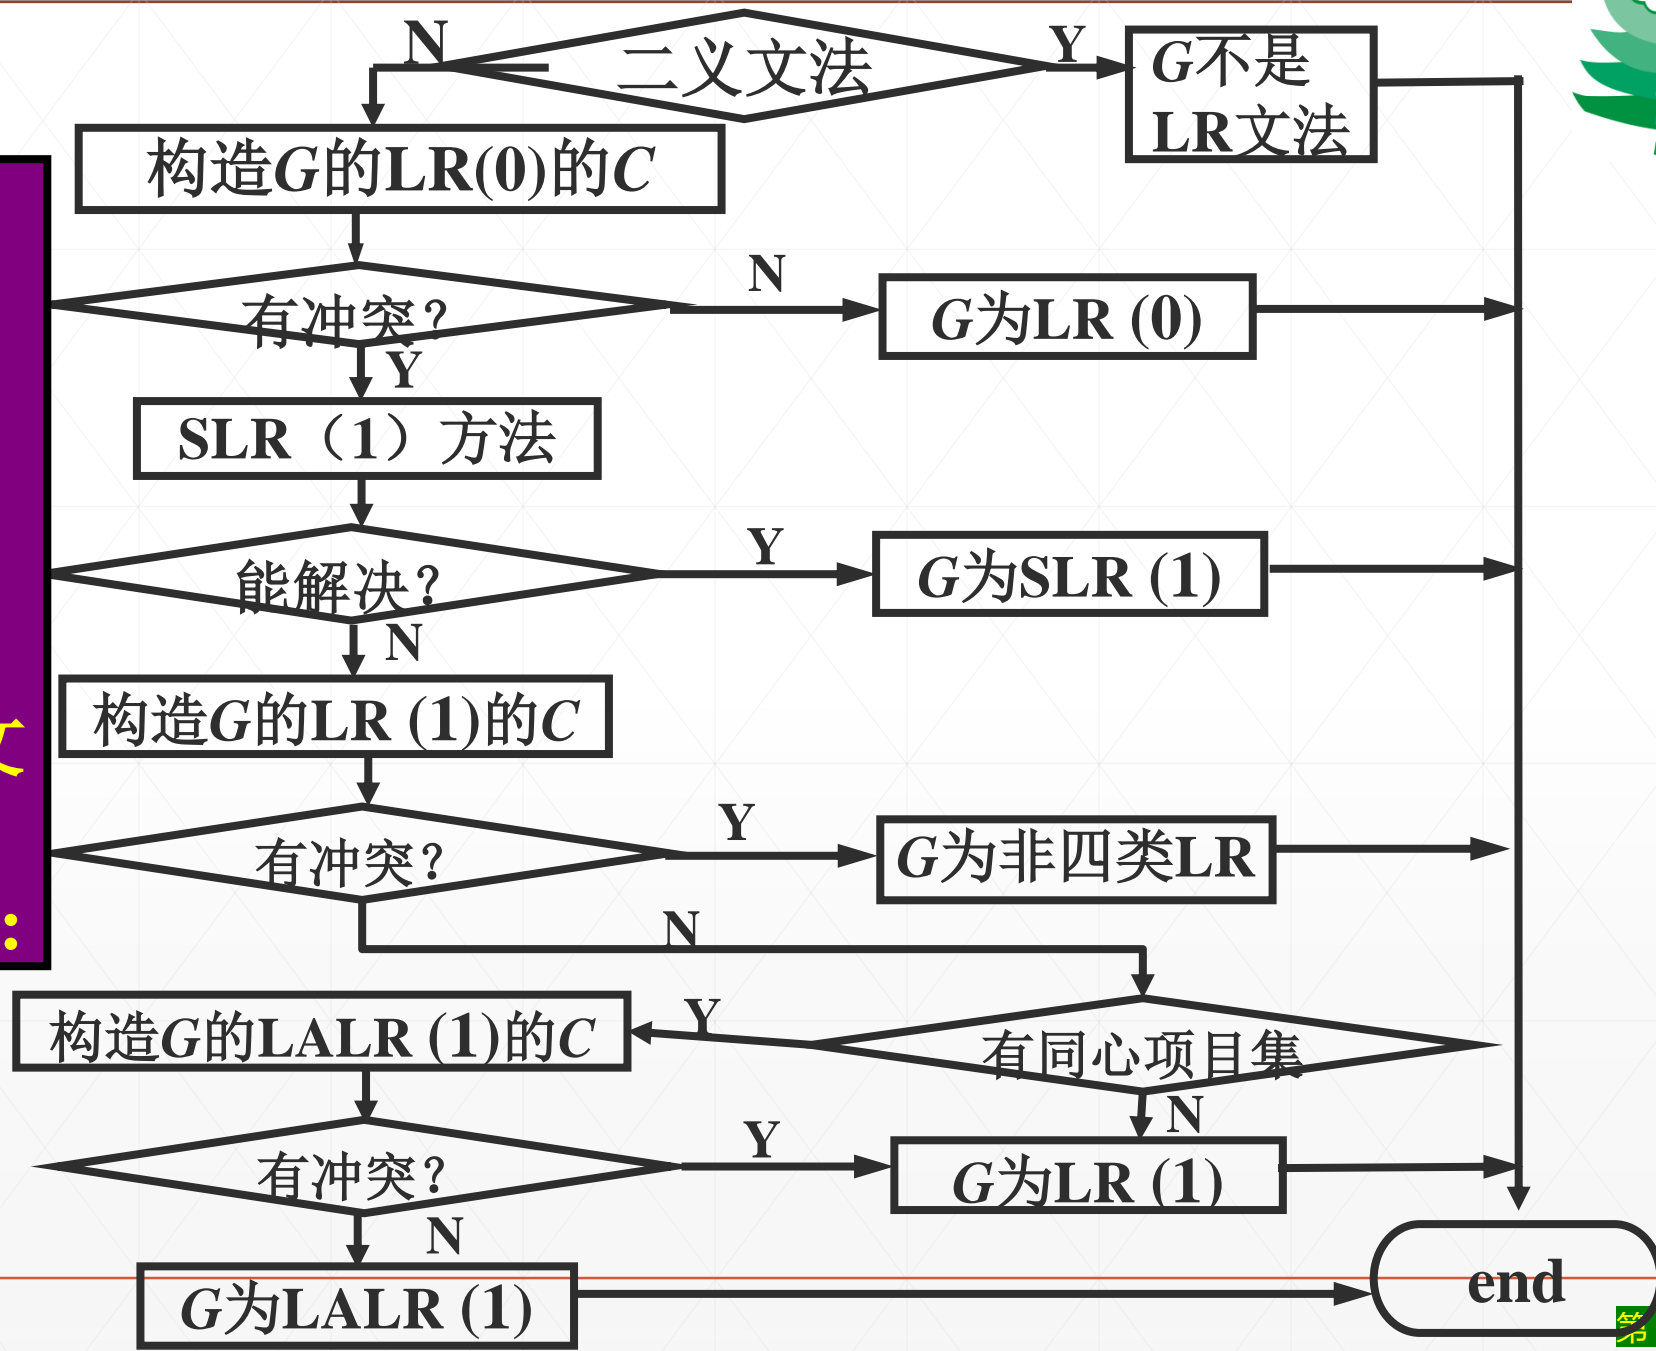 N
二义文法
Y
G不是
LR文法
构造G的LR(0)的C
有冲突?
N
G为LR (0)
Y
SLR（1）方法
能解决?
Y
G为SLR (1)
N
构造G的LR (1)的C
有冲突?
Y
G为非四类LR
文
N
:
构造G的LALR (1)的C
Y
有同心项目集
N
有冲突?
Y
G为LR (1)
N
G为LALR (1)
end
第